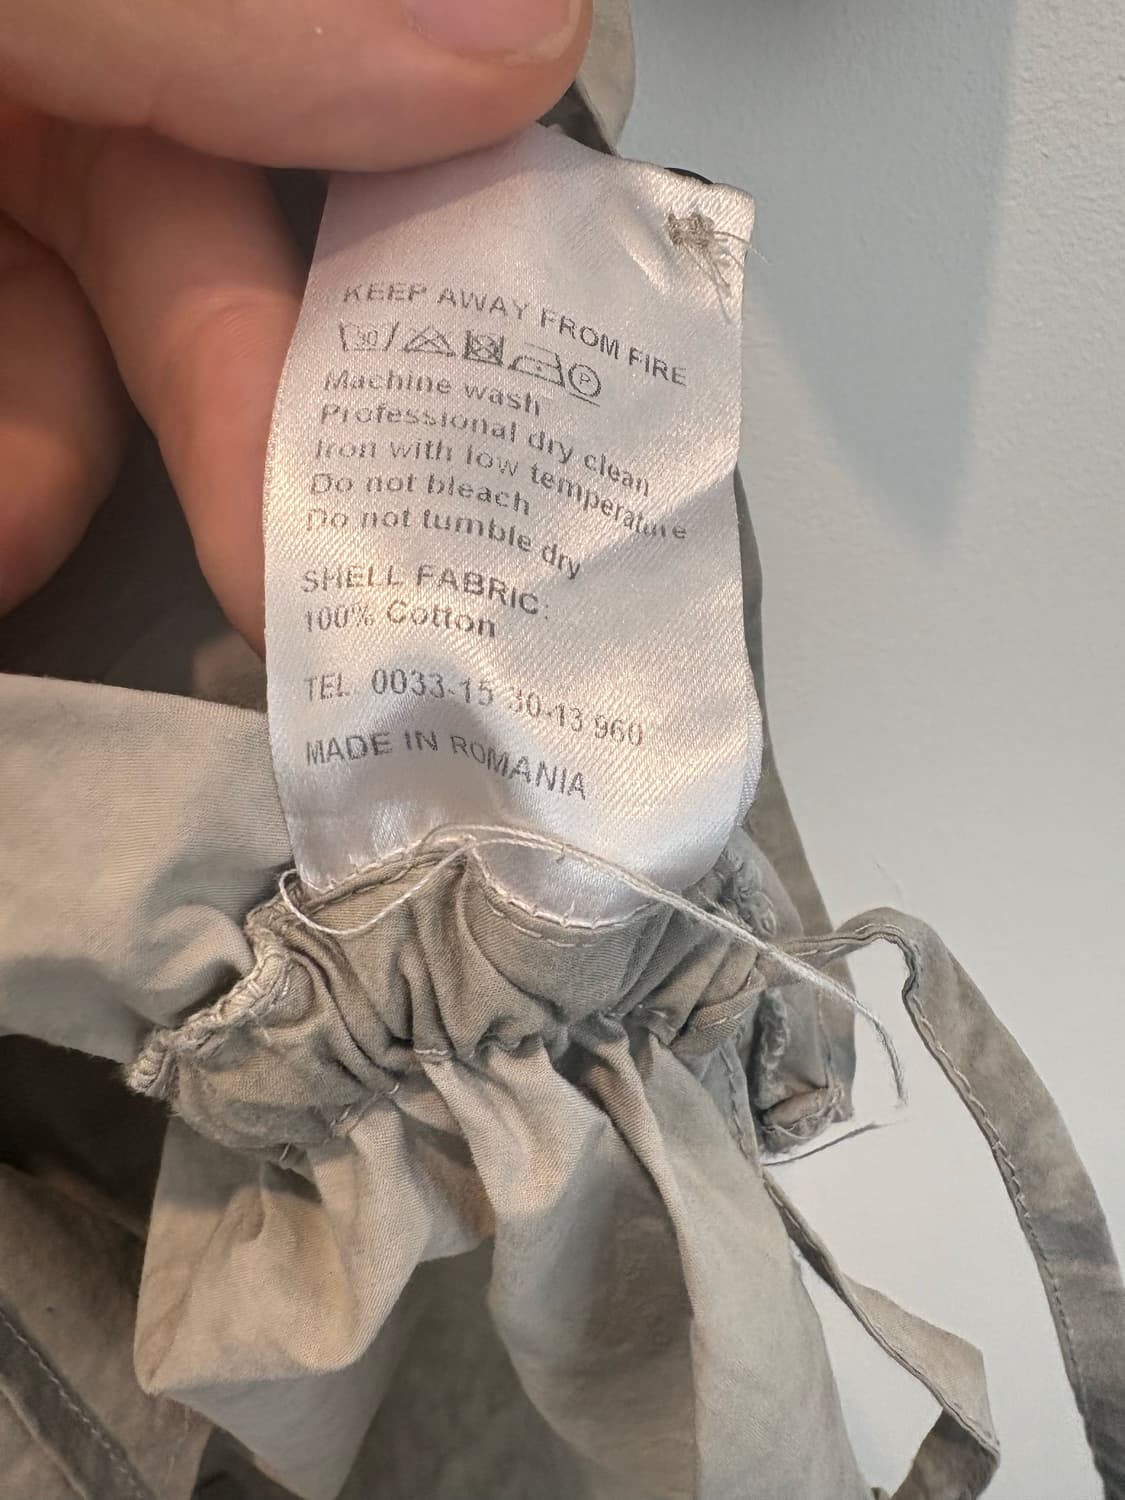 KEEP AWAY FROM FIRE
30 P
Machine wash
Professional dry clean
Iron with low temperature
Do not bleach
Do not tumble dry
SHELL FABRIC:
100% Cotton
TEL. 0033-15 30-13 960
MADE IN ROMANIA